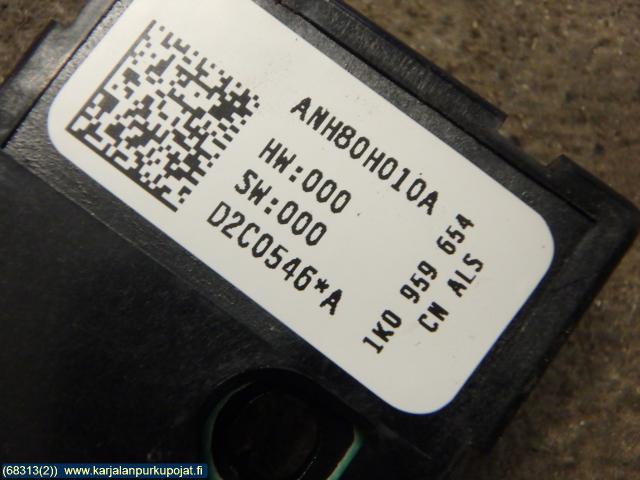 ANH80H010A
HW:000
SW:000
D2C0546*A
1K0 959 654
CN ALS
(68313(2)) www.karjalanpurkupojat.fi